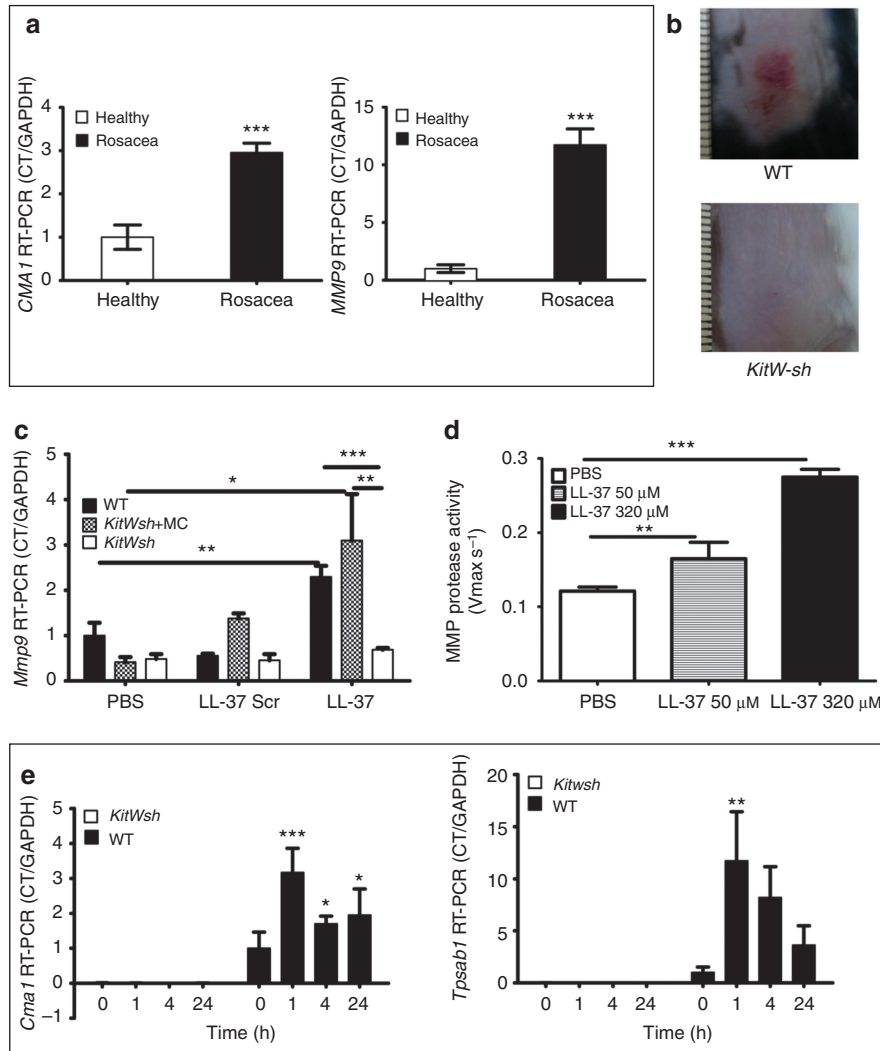 a
CMA1 RT-PCR (CT/GAPDH)
4
3
2
1
0
Healthy
Rosacea
***
Healthy
Rosacea
MMP9 RT-PCR (CT/GAPDH)
15
10
5
0
Healthy
Rosacea
***
Healthy
Rosacea
b
WT
KitW-sh
c
Mmp9 RT-PCR (CT/GAPDH)
5
4
3
2
1
0
WT
KitWsh+MC
KitWsh
***
**
*
**
PBS
LL-37 Scr
LL-37
d
MMP protease activity
(Vmax s⁻¹)
0.3
0.2
0.1
0.0
PBS
LL-37 50 μM
LL-37 320 μM
***
**
PBS
LL-37 50 μM
LL-37 320 μM
e
Cma1 RT-PCR (CT/GAPDH)
5
4
3
2
1
0
−1
KitWsh
WT
***
*
*
0 1 4 24 0 1 4 24
Time (h)
Tpsab1 RT-PCR (CT/GAPDH)
20
15
10
5
0
Kitwsh
WT
**
0 1 4 24 0 1 4 24
Time (h)